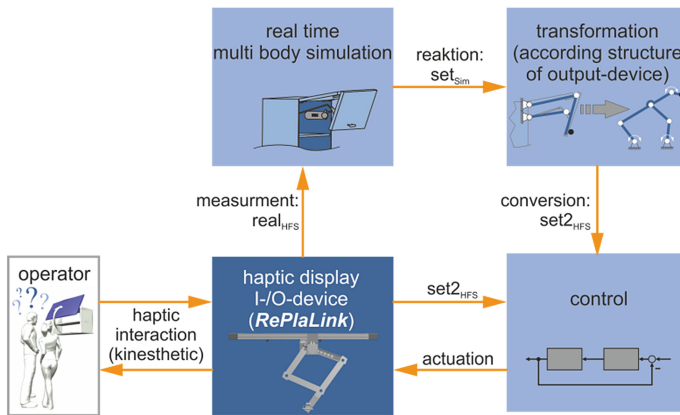 real time
multi body simulation
reaktion:
set_Sim
transformation
(according structure
of output-device)
measurment:
real_HFS
conversion:
set2_HFS
operator
???
haptic
interaction
(kinesthetic)
haptic display
I-/O-device
(RePlaLink)
set2_HFS
actuation
control
-